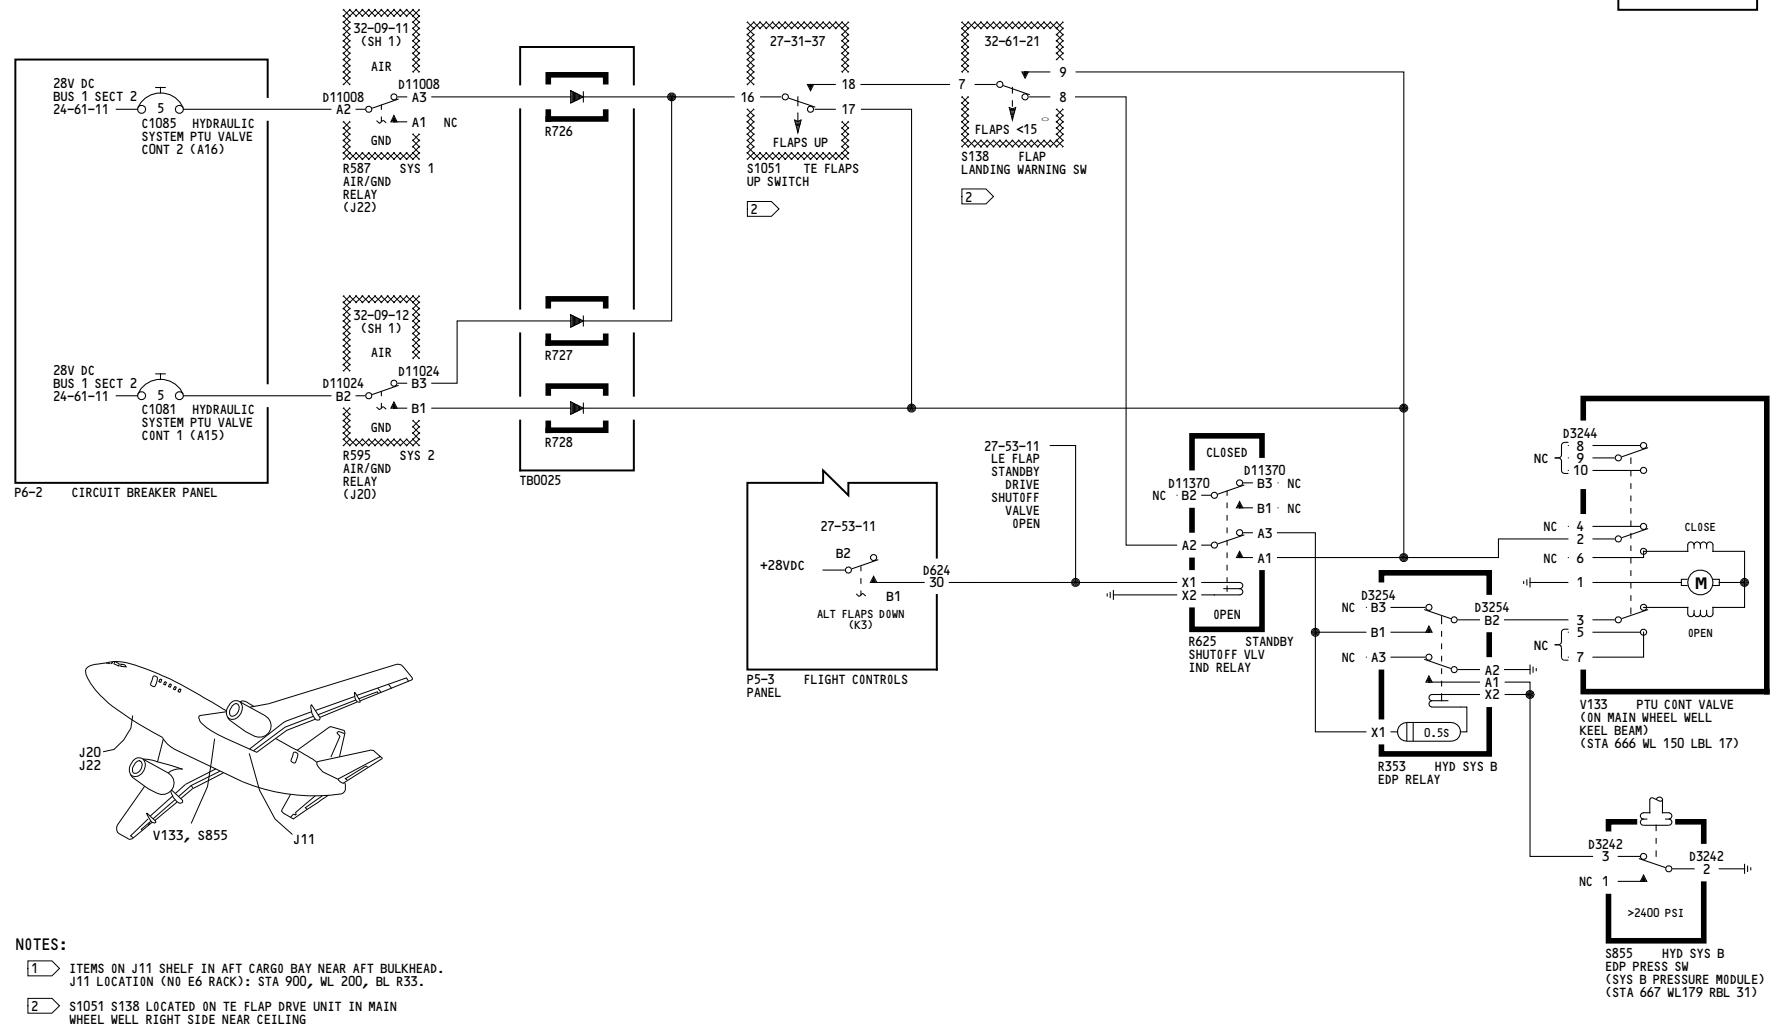 32-09-11
(SH 1)
AIR
D11008
D11008
A2
A3
A1 NC
GND
R587 SYS 1
AIR/GND
RELAY
(J22)
28V DC
BUS 1 SECT 2
24-61-11
5
C1085 HYDRAULIC
SYSTEM PTU VALVE
CONT 2 (A16)
28V DC
BUS 1 SECT 2
24-61-11
5
C1081 HYDRAULIC
SYSTEM PTU VALVE
CONT 1 (A15)
P6-2 CIRCUIT BREAKER PANEL
32-09-12
(SH 1)
AIR
D11024
D11024
B2
B3
B1
GND
R595 SYS 2
AIR/GND
RELAY
(J20)
R726
R727
R728
TB0025
27-31-37
16
18
17
FLAPS UP
S1051 TE FLAPS
UP SWITCH
2
32-61-21
7
9
8
FLAPS <15
S138 FLAP
LANDING WARNING SW
2
27-53-11
LE FLAP
STANDBY
DRIVE
SHUTOFF
VALVE
OPEN
27-53-11
+28VDC
B2
B1
D624
30
ALT FLAPS DOWN
(K3)
P5-3 FLIGHT CONTROLS
PANEL
CLOSED
D11370
D11370
NC B2
B3 NC
B1 NC
A2
A3
A1
X1
X2
OPEN
R625 STANDBY
SHUTOFF VLV
IND RELAY
D3254
D3254
NC B3
B2
B1
NC A3
A2
A1
X2
X1
0.5S
R353 HYD SYS B
EDP RELAY
D3244
8
NC 9
10
NC 4
2
NC 6
1
3
5
NC
7
CLOSE
M
OPEN
V133 PTU CONT VALVE
(ON MAIN WHEEL WELL
KEEL BEAM)
(STA 666 WL 150 LBL 17)
D3242
D3242
3
2
NC 1
>2400 PSI
S855 HYD SYS B
EDP PRESS SW
(SYS B PRESSURE MODULE)
(STA 667 WL179 RBL 31)
J20
J22
V133, S855
J11
NOTES:
1 ITEMS ON J11 SHELF IN AFT CARGO BAY NEAR AFT BULKHEAD.
J11 LOCATION (NO E6 RACK): STA 900, WL 200, BL R33.
2 S1051 S138 LOCATED ON TE FLAP DRVE UNIT IN MAIN
WHEEL WELL RIGHT SIDE NEAR CEILING